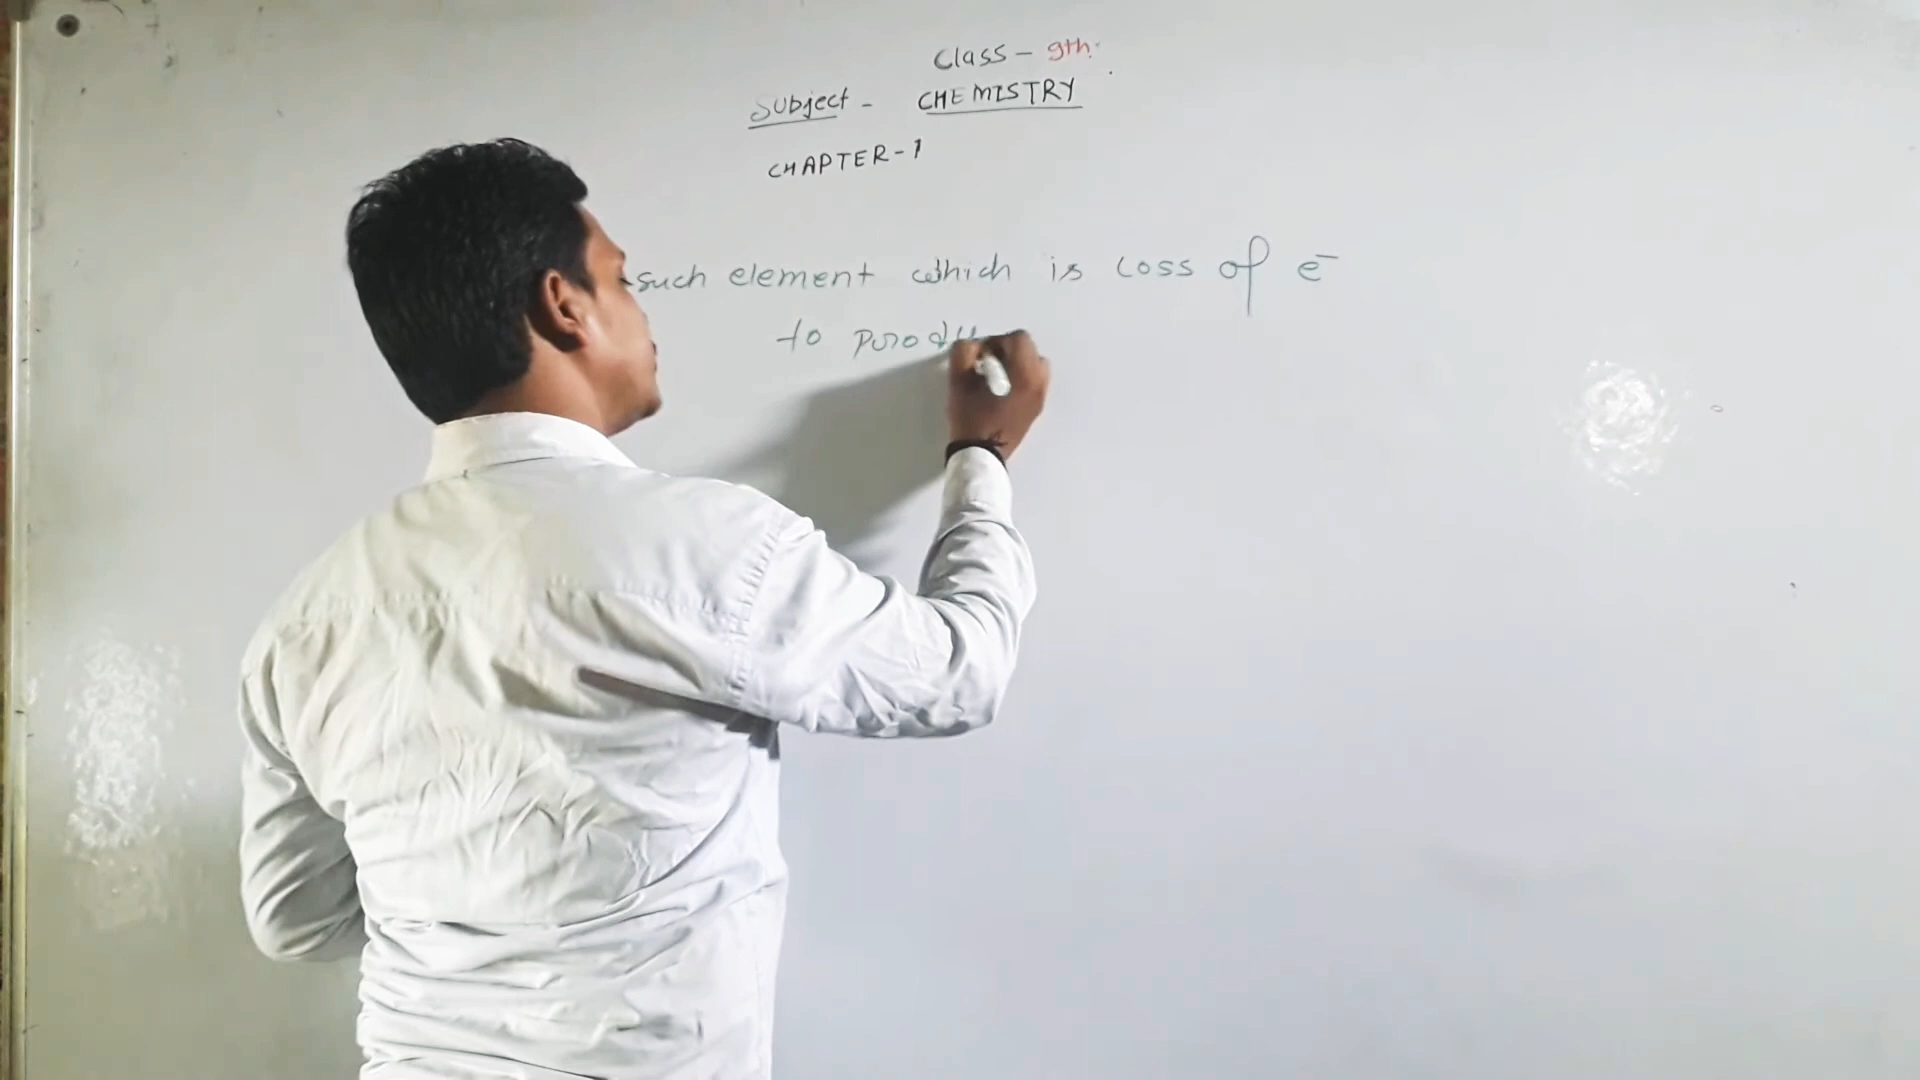 Class - 9th.
Subject - CHEMISTRY
CHAPTER-1
such element which is Loss of e⁻
to produ